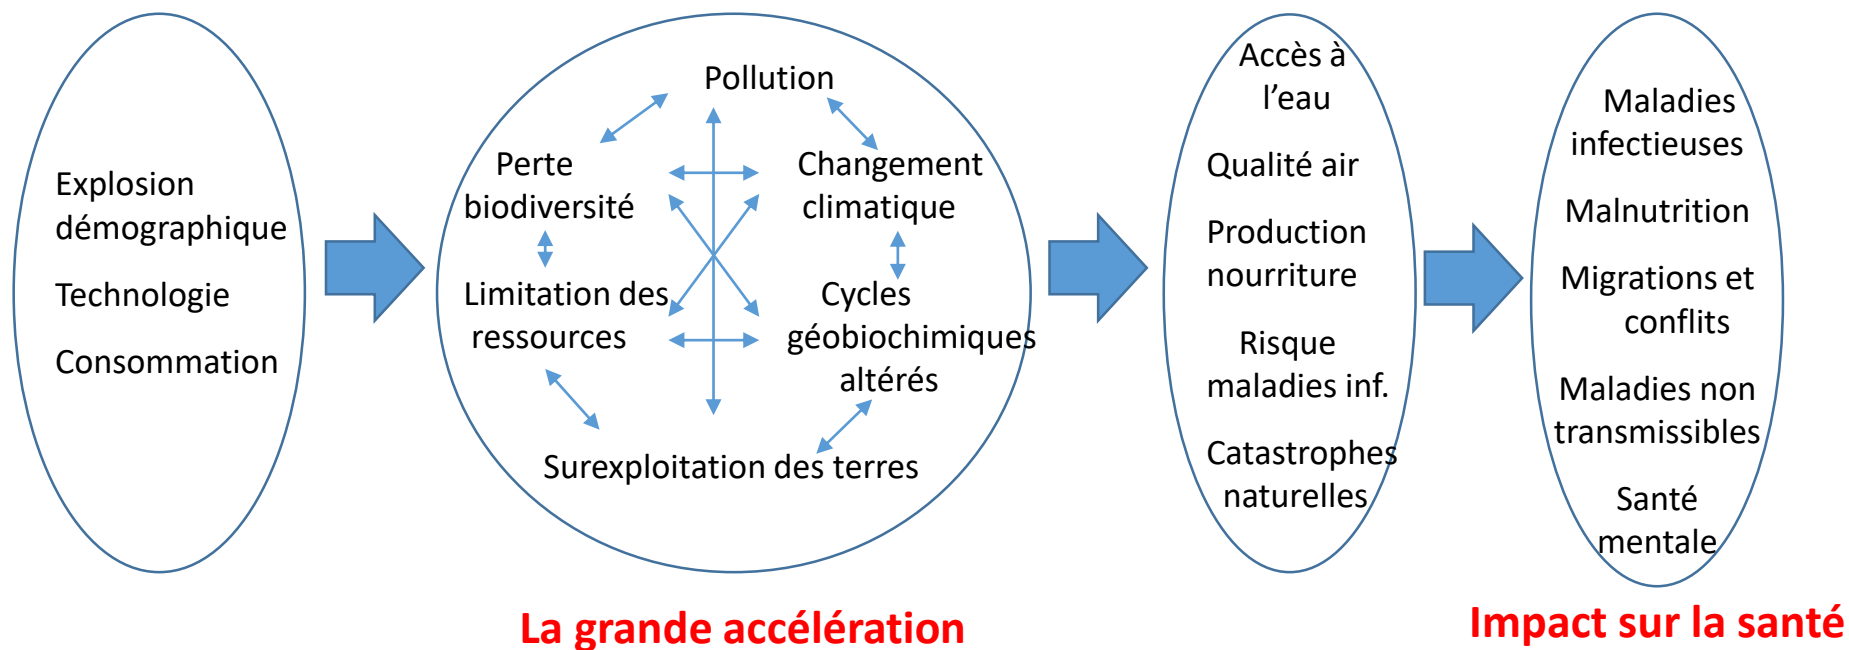 Explosion
démographique
Technologie
Consommation
Pollution
Perte
biodiversité
Changement
climatique
Limitation des
ressources
Cycles
géobiochimiques
altérés
Surexploitation des terres
La grande accélération
Accès à
l’eau
Qualité air
Production
nourriture
Risque
maladies inf.
Catastrophes
naturelles
Maladies
infectieuses
Malnutrition
Migrations et
conflits
Maladies non
transmissibles
Santé
mentale
Impact sur la santé